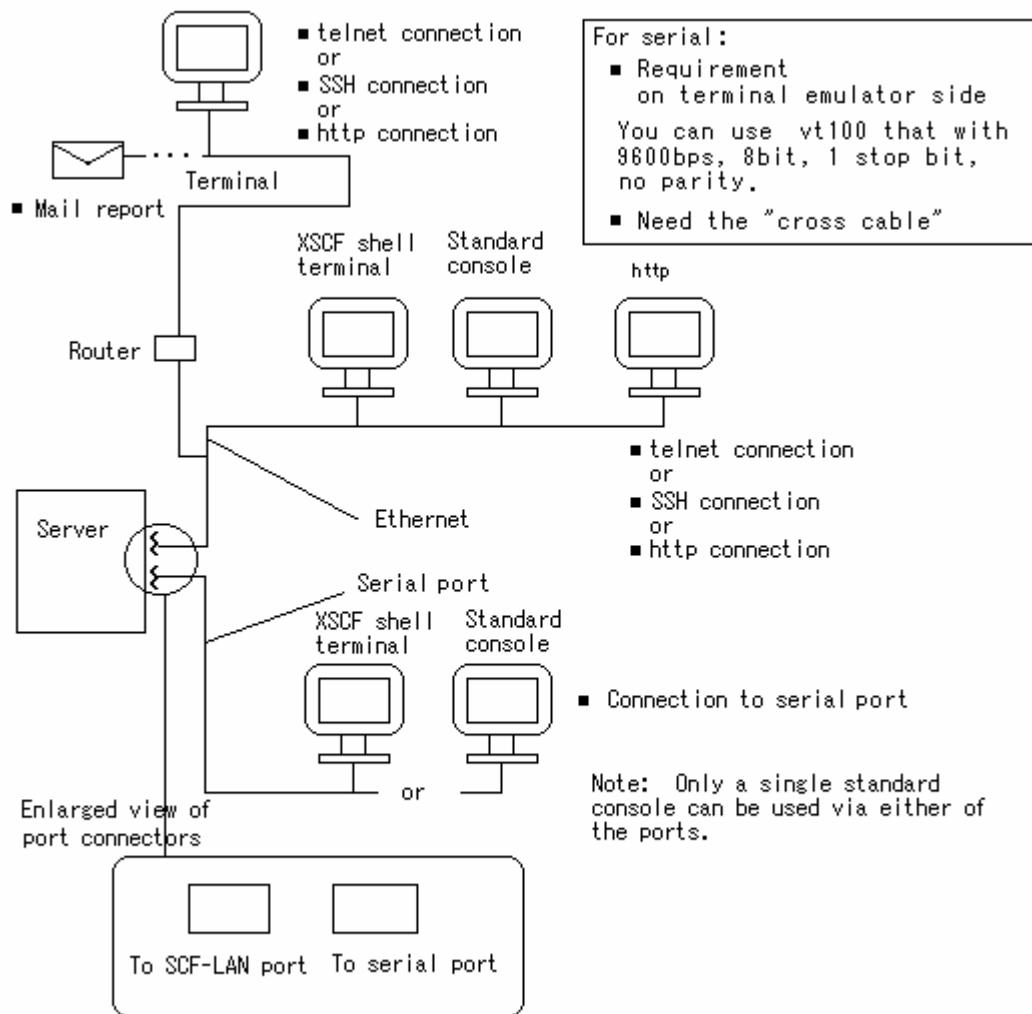 ■ telnet connection
or
■ SSH connection
or
■ http connection
For serial:
■ Requirement
on terminal emulator side
You can use vt100 that with
9600bps, 8bit, 1 stop bit,
no parity.
■ Need the "cross cable"
Terminal
■ Mail report
XSCF shell
terminal
Standard
console
http
Router
■ telnet connection
or
■ SSH connection
or
■ http connection
Ethernet
Server
Serial port
XSCF shell
terminal
Standard
console
■ Connection to serial port
or
Note: Only a single standard
console can be used via either of
the ports.
Enlarged view of
port connectors
To SCF-LAN port
To serial port